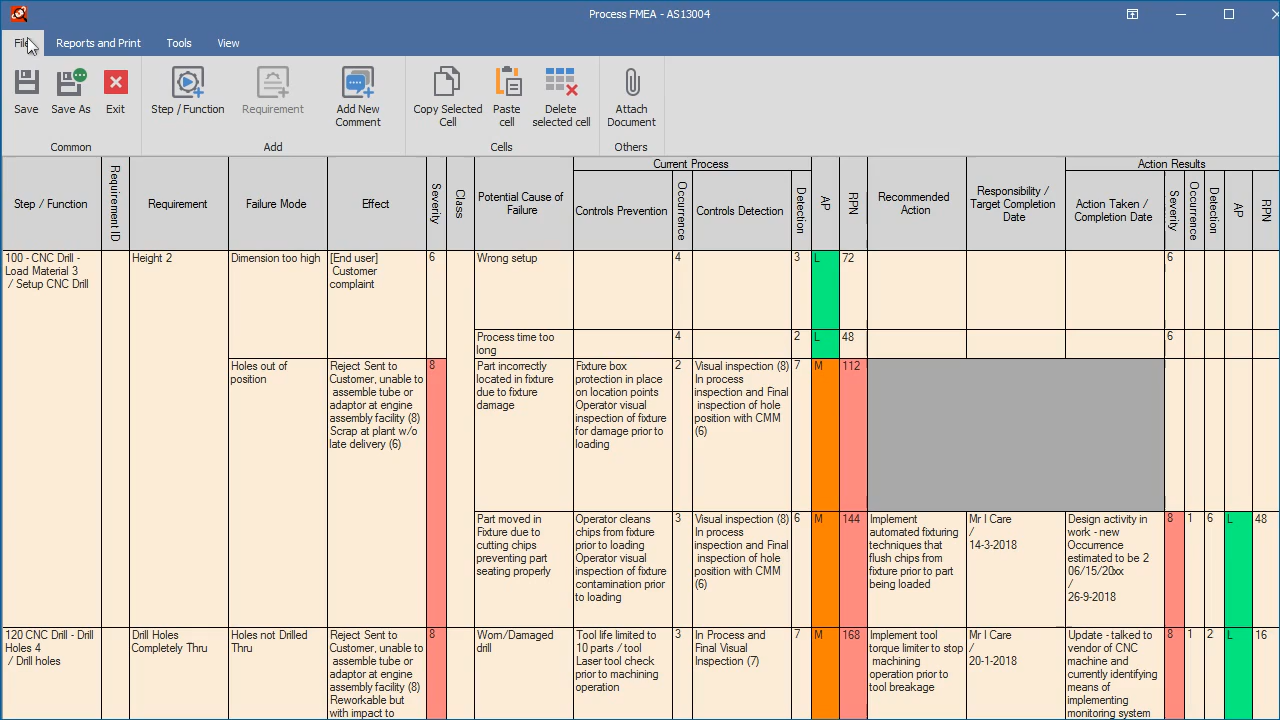 Process FMEA - AS13004
File
Reports and Print
Tools
View
Save
Save As
Exit
Step / Function
Requirement
Add New
Comment
Copy Selected
Cell
Paste
cell
Delete
selected cell
Attach
Document
Common
Add
Cells
Others
Step / Function
Requirement ID
Requirement
Failure Mode
Effect
Severity
Class
Potential Cause of
Failure
Current Process
Controls Prevention
Occurrence
Controls Detection
Detection
AP
RPN
Recommended
Action
Responsibility /
Target Completion
Date
Action Results
Action Taken /
Completion Date
Severity
Occurrence
Detection
AP
RPN
100 - CNC Drill -
Load Material 3
/ Setup CNC Drill
Height 2
Dimension too high
[End user]
Customer
complaint
6
Wrong setup
4
3
L
72
6
Process time too
long
4
2
L
48
6
Holes out of
position
Reject Sent to
Customer, unable to
assemble tube or
adaptor at engine
assembly facility (8)
Scrap at plant w/o
late delivery (6)
8
Part incorrectly
located in fixture
due to fixture
damage
Fixture box
protection in place
on location points
Operator visual
inspection of fixture
for damage prior to
loading
2
Visual inspection (8)
In process
inspection and Final
inspection of hole
position with CMM
(6)
7
M
112
Part moved in
Fixture due to
cutting chips
preventing part
seating properly
Operator cleans
chips from fixture
prior to loading
Operator visual
inspection of fixture
contamination prior
to loading
3
Visual inspection (8)
In process
inspection and Final
inspection of hole
position with CMM
(6)
6
M
144
Implement
automated fixturing
techniques that
flush chips from
fixture prior to part
being loaded
Mr I Care
/
14-3-2018
Design activity in
work - new
Occurrence
estimated to be 2
06/15/20xx
/
26-9-2018
8
1
6
L
48
120 CNC Drill - Drill
Holes 4
/ Drill holes
Drill Holes
Completely Thru
Holes not Drilled
Thru
Reject Sent to
Customer, unable to
assemble tube or
adaptor at engine
assembly facility (8)
Reworkable but
with impact to
8
Worn/Damaged
drill
Tool life limited to
10 parts / tool
Laser tool check
prior to machining
operation
3
In Process and
Final Visual
Inspection (7)
7
M
168
Implement tool
torque limiter to stop
machining
operation prior to
tool breakage
Mr I Care
/
20-1-2018
Update - talked to
vendor of CNC
machine and
currently identifying
means of
implementing
monitoring system
8
1
2
L
16